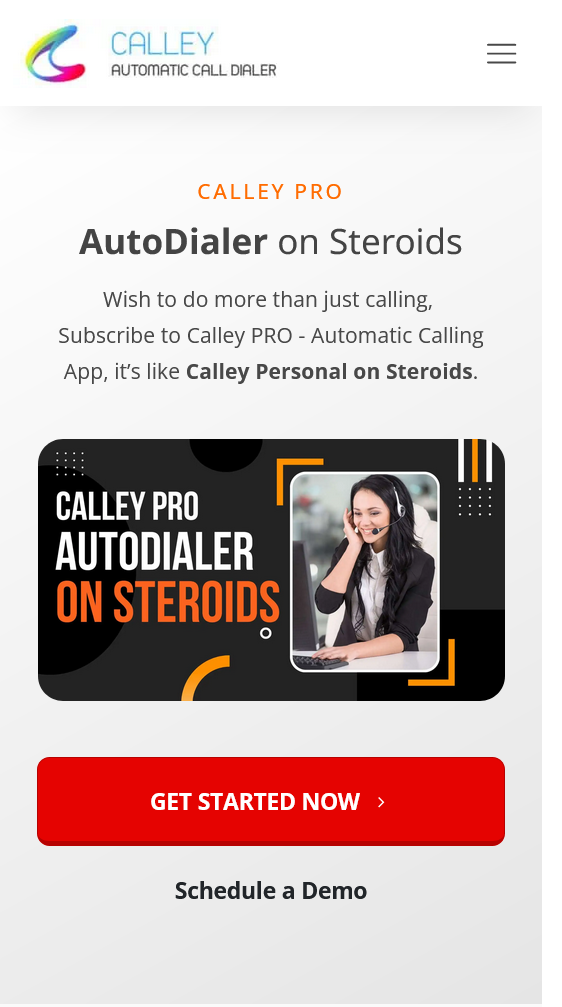 CALLEY
AUTOMATIC CALL DIALER
CALLEY PRO
AutoDialer on Steroids
Wish to do more than just calling,
Subscribe to Calley PRO - Automatic Calling
App, it’s like Calley Personal on Steroids.
CALLEY PRO
AUTODIALER
ON STEROIDS
GET STARTED NOW
Schedule a Demo